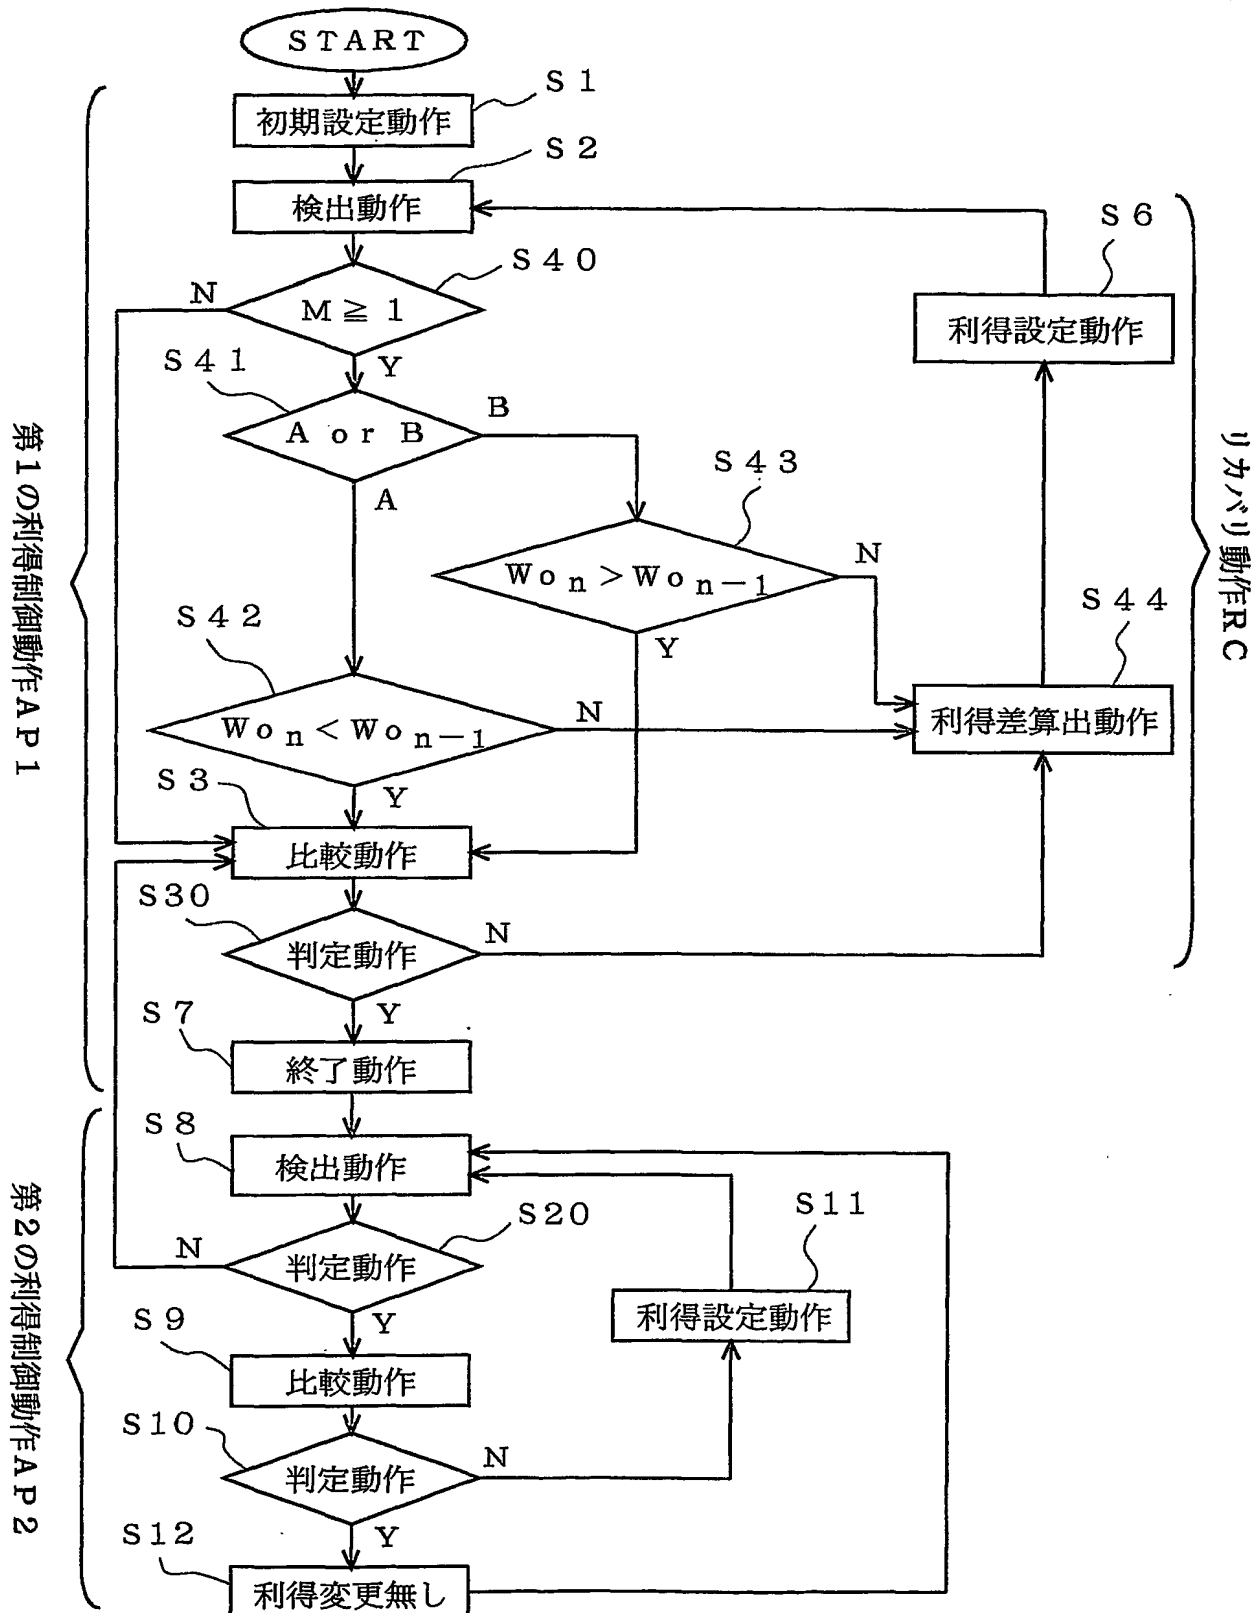 START
S1
初期設定動作
S2
検出動作
S6
利得設定動作
S40
N
M≧1
Y
S41
A or B
B
A
S43
Won>Won-1
N
Y
S44
利得差算出動作
S42
Won<Won-1
N
Y
S3
比較動作
S30
判定動作
N
Y
S7
終了動作
第1の利得制御動作AP1
リカバリ動作RC
S8
検出動作
S20
N
判定動作
Y
S11
利得設定動作
S9
比較動作
S10
判定動作
N
Y
S12
利得変更無し
第2の利得制御動作AP2